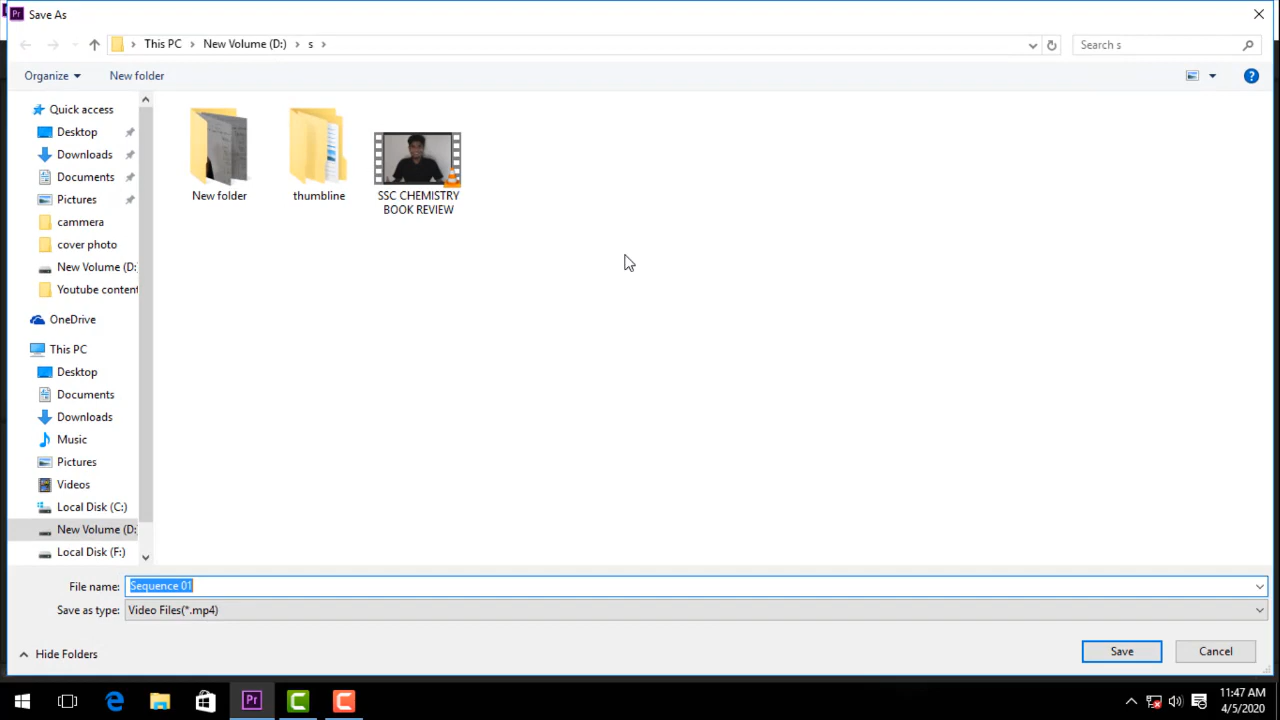 Pr Save As
This PC New Volume (D:) s
Search s
Organize
New folder
?
Quick access
Desktop
Downloads
Documents
Pictures
cammera
cover photo
New Volume (D:
Youtube content
OneDrive
This PC
Desktop
Documents
Downloads
Music
Pictures
Videos
Local Disk (C:)
New Volume (D:
Local Disk (F:)
New folder
thumbline
SSC CHEMISTRY
BOOK REVIEW
File name: Sequence 01
Save as type: Video Files(*.mp4)
Hide Folders
Save
Cancel
Pr
11:47 AM
4/5/2020